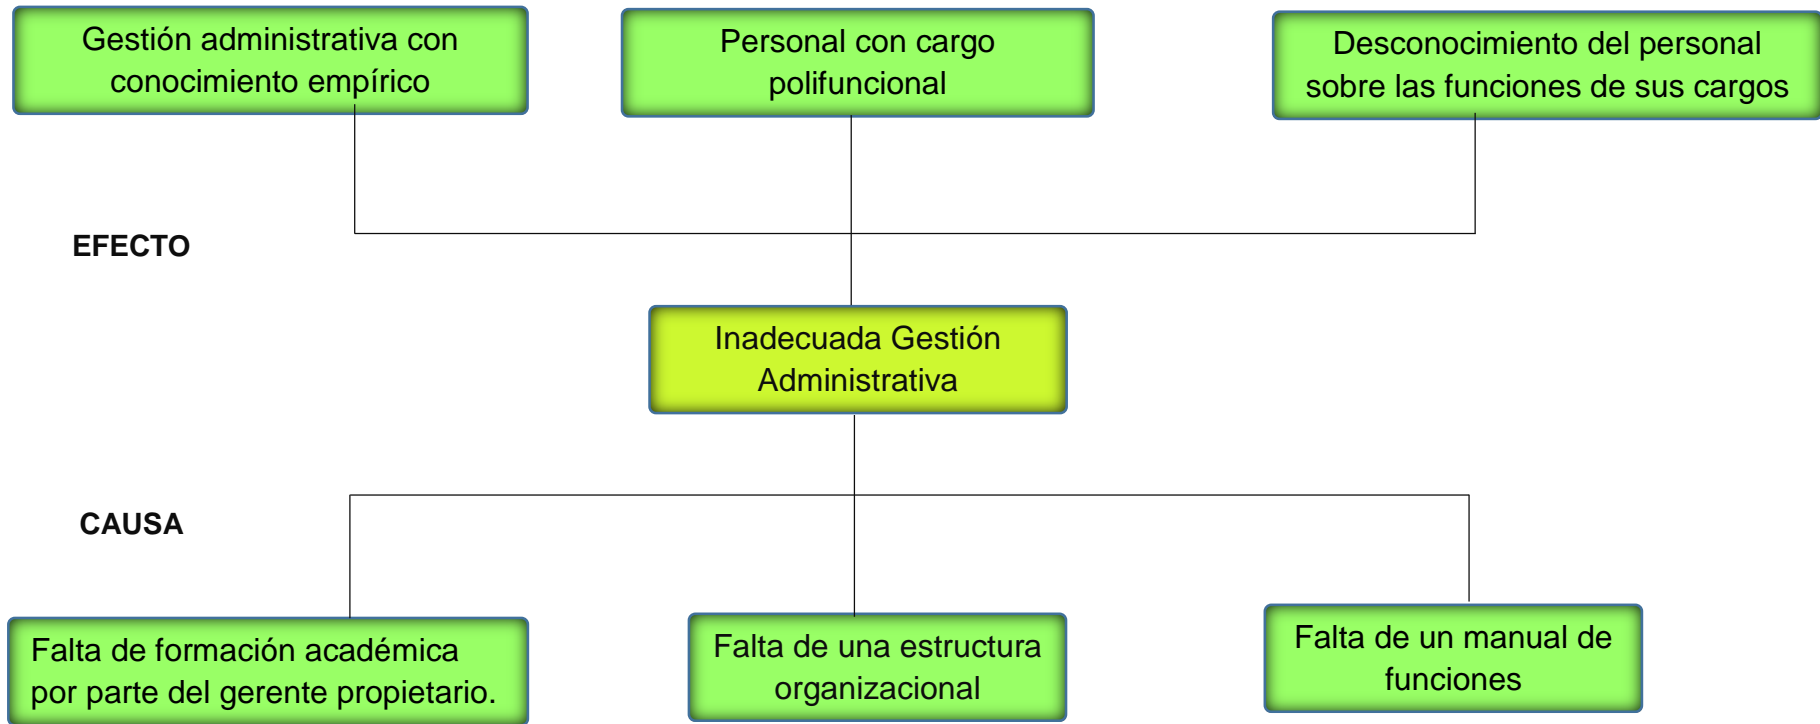 Gestión administrativa con
conocimiento empírico
Personal con cargo
polifuncional
Desconocimiento del personal
sobre las funciones de sus cargos
EFECTO
Inadecuada Gestión
Administrativa
CAUSA
Falta de formación académica
por parte del gerente propietario.
Falta de una estructura
organizacional
Falta de un manual de
funciones